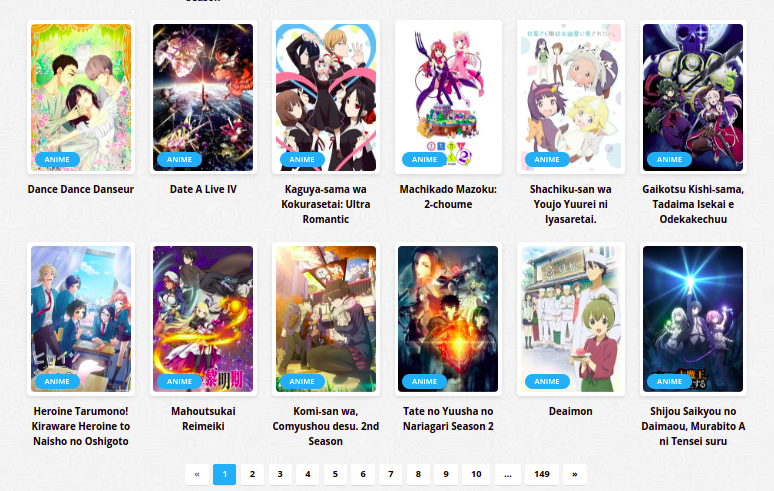 Season
ANIME ANIME ANIME ANIME ANIME ANIME
Dance Dance Danseur
Date A Live IV
Kaguya-sama wa
Kokurasetai: Ultra
Romantic
Machikado Mazoku:
2-choume
Shachiku-san wa
Youjo Yuurei ni
Iyasaretai.
Gaikotsu Kishi-sama,
Tadaima Isekai e
Odekakechuu
ANIME ANIME ANIME ANIME ANIME ANIME
Heroine Tarumono!
Kiraware Heroine to
Naisho no Oshigoto
Mahoutsukai
Reimeiki
Komi-san wa,
Comyushou desu. 2nd
Season
Tate no Yuusha no
Nariagari Season 2
Deaimon
Shijou Saikyou no
Daimaou, Murabito A
ni Tensei suru
« 1 2 3 4 5 6 7 8 9 10 ... 149 »